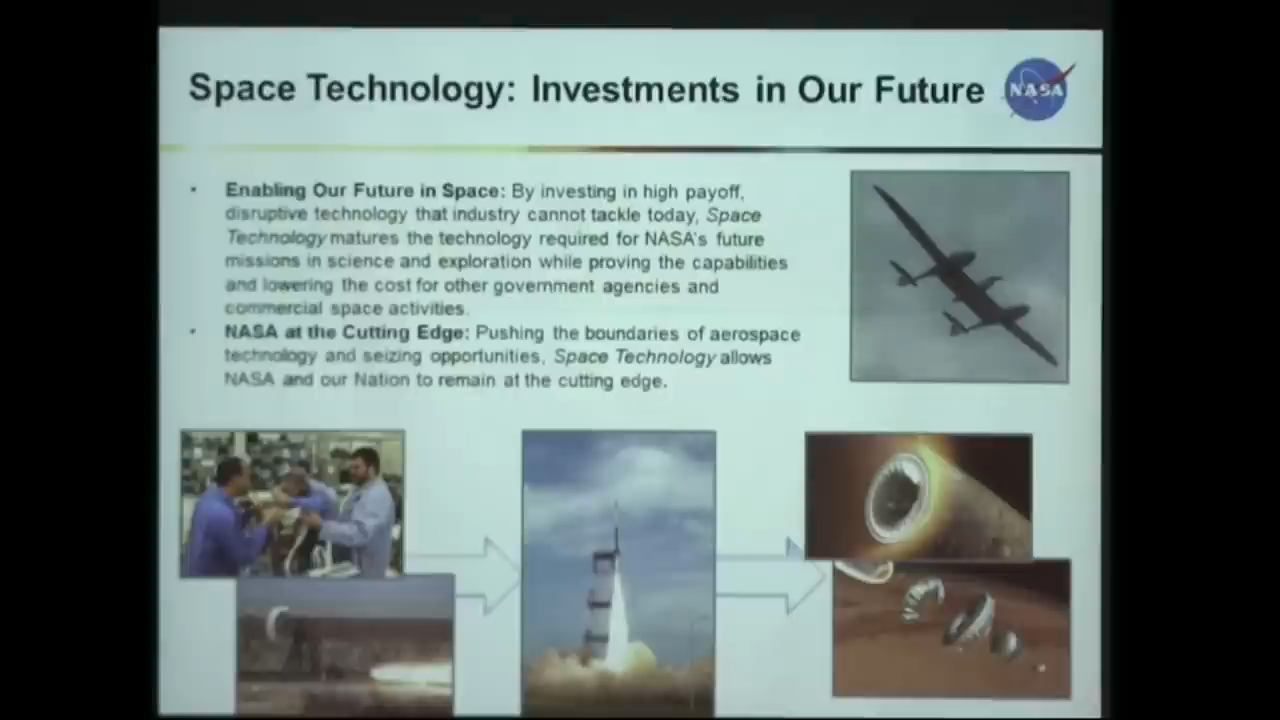 Space Technology: Investments in Our Future
NASA
• Enabling Our Future in Space: By investing in high payoff,
disruptive technology that industry cannot tackle today, Space
Technology matures the technology required for NASA's future
missions in science and exploration while proving the capabilities
and lowering the cost for other government agencies and
commercial space activities.
• NASA at the Cutting Edge: Pushing the boundaries of aerospace
technology and seizing opportunities, Space Technology allows
NASA and our Nation to remain at the cutting edge.